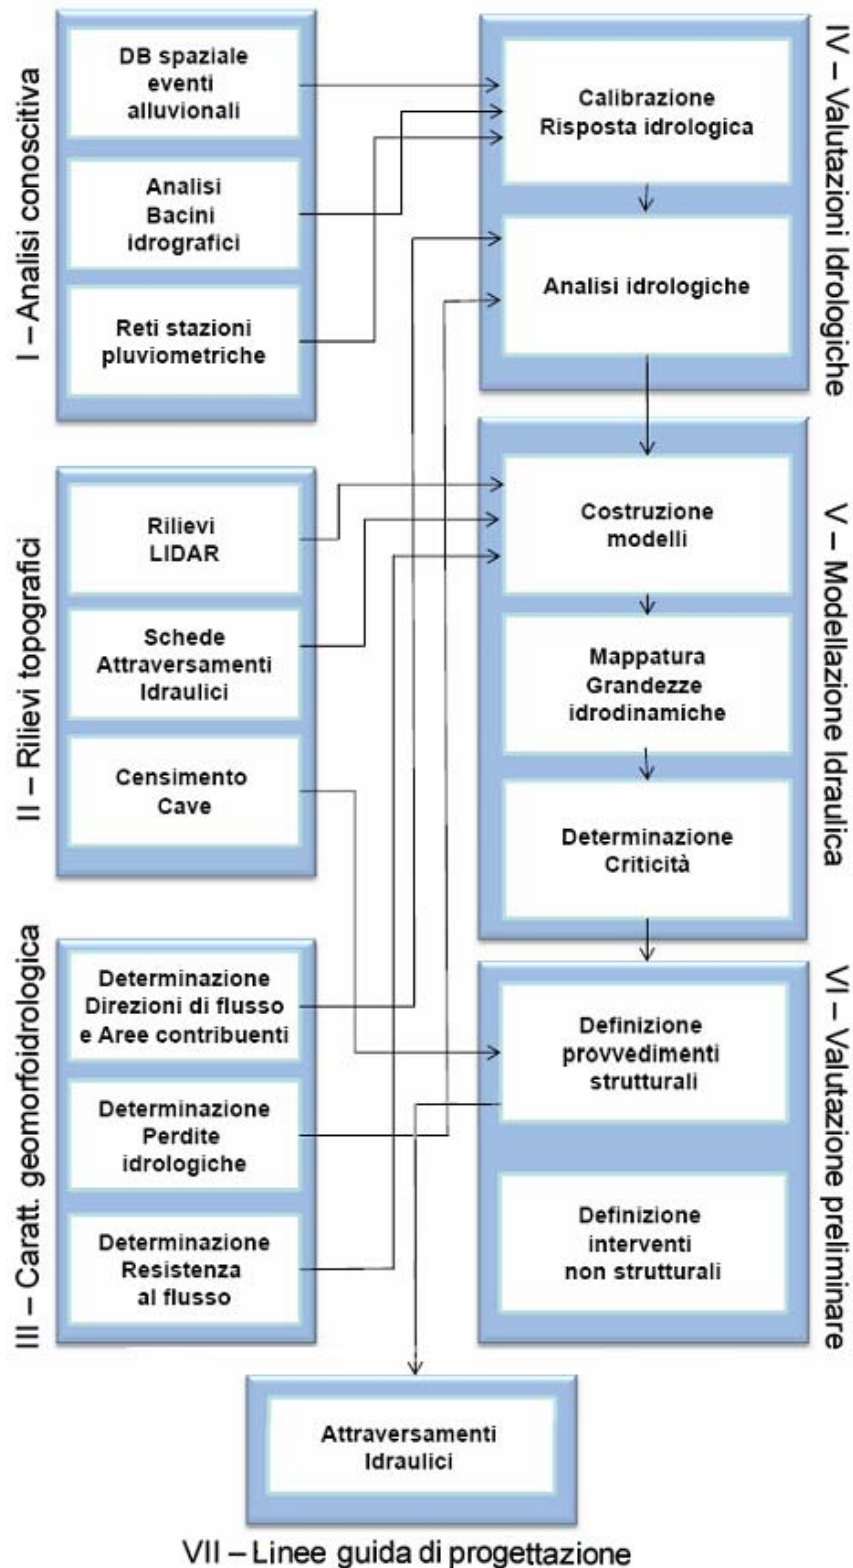 I – Analisi conoscitiva
DB spaziale
eventi
alluvionali
Analisi
Bacini
idrografici
Reti stazioni
pluviometriche
II – Rilievi topografici
Rilievi
LIDAR
Schede
Attraversamenti
Idraulici
Censimento
Cave
III – Caratt. geomorfoidrologica
Determinazione
Direzioni di flusso
e Aree contribuenti
Determinazione
Perdite
idrologiche
Determinazione
Resistenza
al flusso
IV – Valutazioni Idrologiche
Calibrazione
Risposta idrologica
Analisi idrologiche
V – Modellazione Idraulica
Costruzione
modelli
Mappatura
Grandezze
idrodinamiche
Determinazione
Criticità
VI – Valutazione preliminare
Definizione
provvedimenti
strutturali
Definizione
interventi
non strutturali
Attraversamenti
Idraulici
VII – Linee guida di progettazione